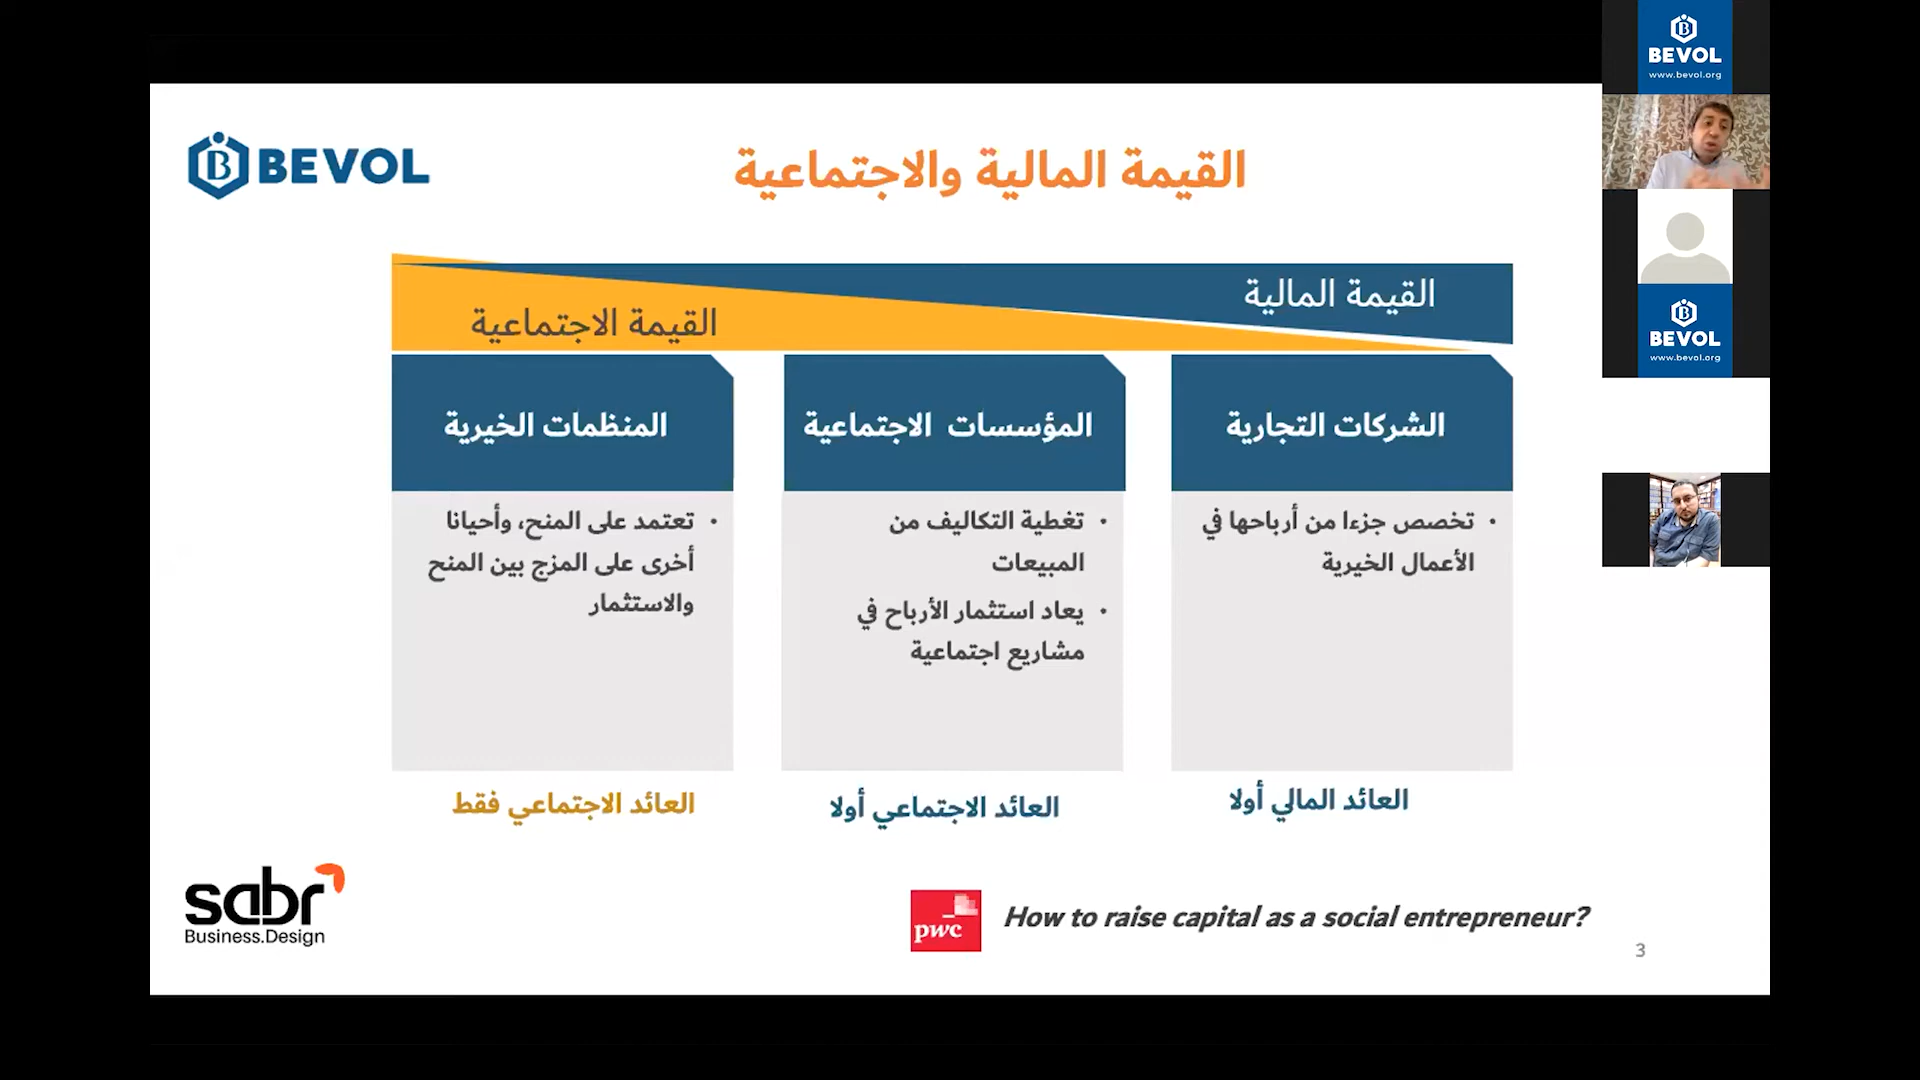 BEVOL
القيمة المالية والاجتماعية
القيمة المالية
القيمة الاجتماعية
الشركات التجارية
• تخصص جزءا من أرباحها في
الأعمال الخيرية
العائد المالي أولا
المؤسسات الاجتماعية
• تغطية التكاليف من
المبيعات
• يعاد استثمار الأرباح في
مشاريع اجتماعية
العائد الاجتماعي أولا
المنظمات الخيرية
• تعتمد على المنح، وأحيانا
أخرى على المزج بين المنح
والاستثمار
العائد الاجتماعي فقط
sabr
Business.Design
pwc
How to raise capital as a social entrepreneur?
3
BEVOL
www.bevol.org
BEVOL
www.bevol.org